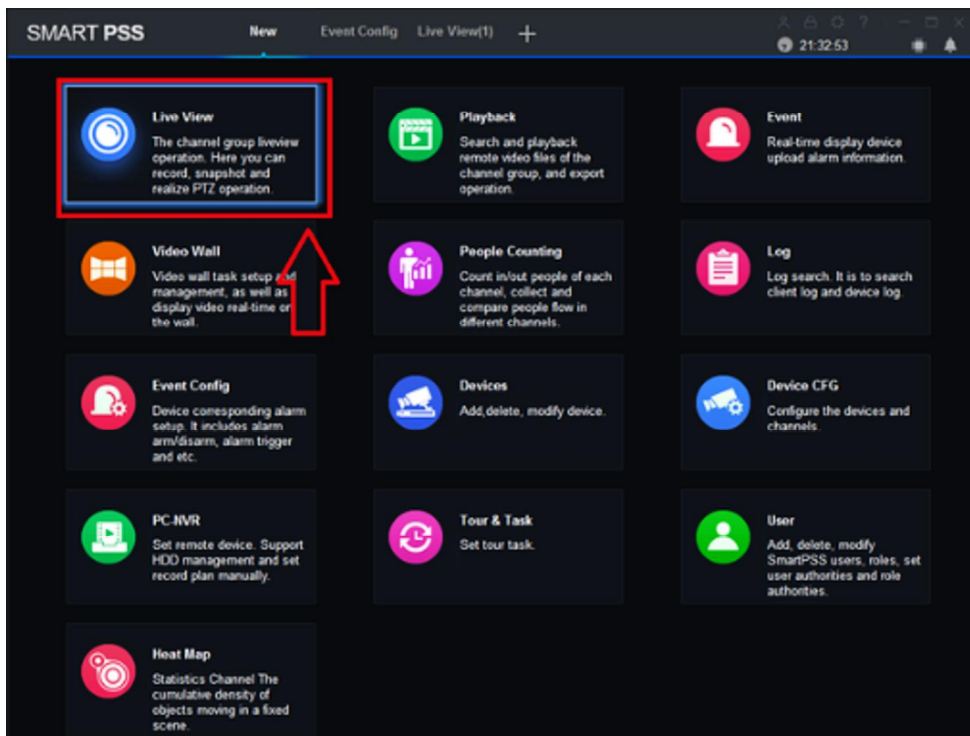 SMART PSS
New
Event Config
Live View(1)
+
?
21:32:53
Live View
The channel group liveview
operation. Here you can
record, snapshot and
realize PTZ operation.
Playback
Search and playback
remote video files of the
channel group, and export
operation.
Event
Real-time display device
upload alarm information.
Video Wall
Video wall task setup and
management, as well as
display video real-time on
the wall.
People Counting
Count in/out people of each
channel, collect and
compare people flow in
different channels.
Log
Log search. It is to search
client log and device log.
Event Config
Device corresponding alarm
setup. It includes alarm
arm/disarm, alarm trigger
and etc.
Devices
Add,delete, modify device.
Device CFG
Configure the devices and
channels.
PC-NVR
Set remote device. Support
HDD management and set
record plan manually.
Tour & Task
Set tour task.
User
Add, delete, modify
SmartPSS users, roles, set
user authorities and role
authorities.
Heat Map
Statistics Channel The
cumulative density of
objects moving in a fixed
scene.